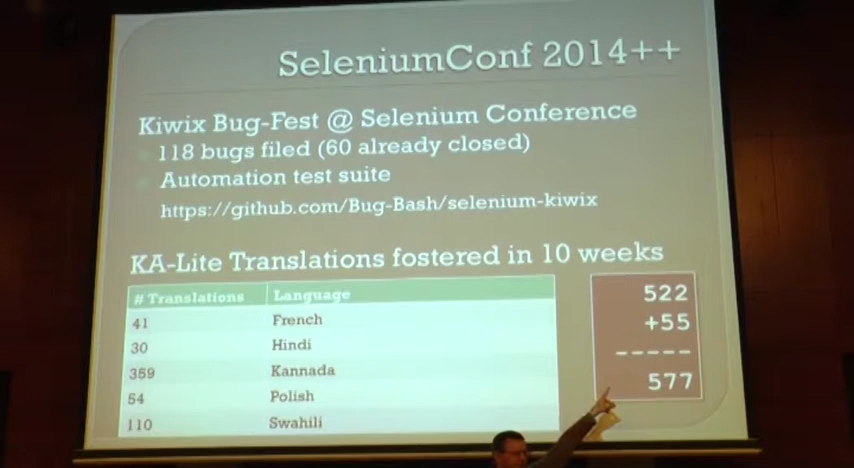 SeleniumConf 2014++
Kiwix Bug-Fest @ Selenium Conference
118 bugs filed (60 already closed)
Automation test suite
https://github.com/Bug-Bash/selenium-kiwix
KA-Lite Translations fostered in 10 weeks
# Translations Language
41 French
30 Hindi
359 Kannada
54 Polish
110 Swahili
522
+55
-----
577